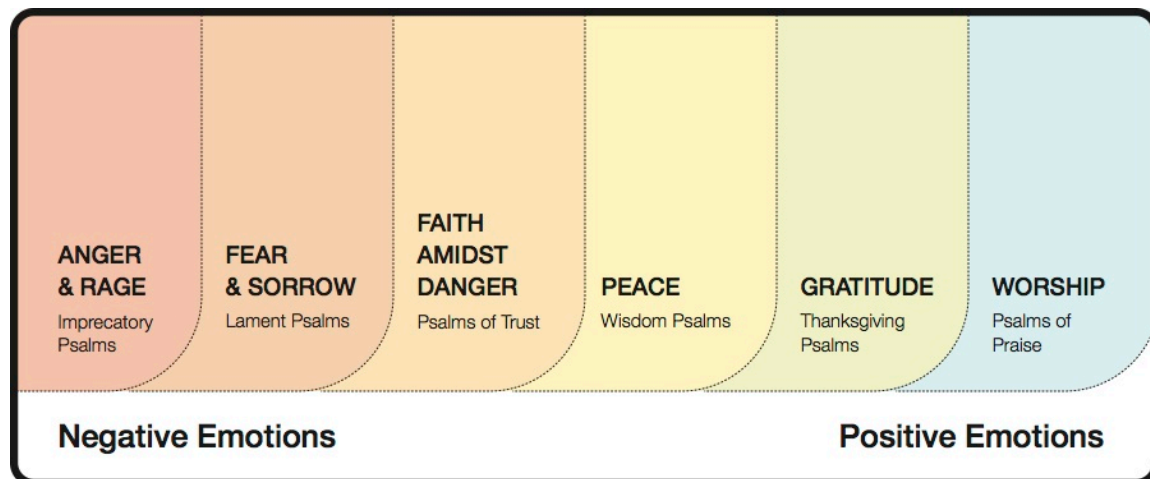 ANGER
& RAGE
Imprecatory
Psalms
FEAR
& SORROW
Lament Psalms
FAITH
AMIDST
DANGER
Psalms of Trust
PEACE
Wisdom Psalms
GRATITUDE
Thanksgiving
Psalms
WORSHIP
Psalms of
Praise
Negative Emotions
Positive Emotions